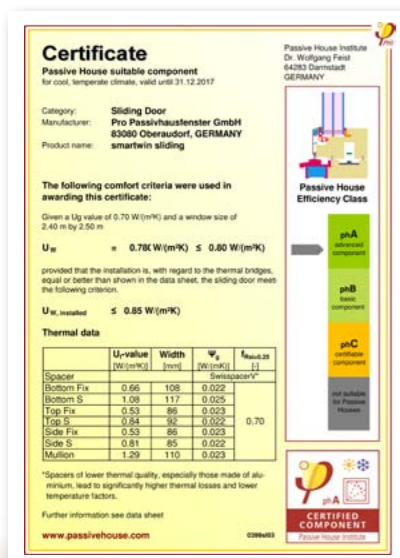 Certificate
Passive House suitable component
for cool, temperate climate, valid until 31.12.2017
Category: Sliding Door
Manufacturer: Pro Passivhausfenster GmbH
83080 Oberaudorf, GERMANY
Product name: smartwin sliding
The following comfort criteria were used in
awarding this certificate:
Given a Ug value of 0.70 W/(m²K) and a window size of
2.40 m by 2.50 m
UW = 0.78( W/(m²K) ≤ 0.80 W/(m²K)
provided that the installation is, with regard to the thermal bridges,
equal or better than shown in the data sheet, the sliding door meets
the following criterion.
UW, installed ≤ 0.85 W/(m²K)
Thermal data
Uf-value Width Ψg fRsi=0.25
[W/(m²K)] [mm] [W/(mK)] [-]
Spacer SwisspacerV*
Bottom Fix 0.66 108 0.022
Bottom S 1.08 117 0.025
Top Fix 0.53 86 0.023
Top S 0.84 92 0.022 0.70
Side Fix 0.53 86 0.023
Side S 0.81 85 0.022
Mullion 1.29 110 0.023
*Spacers of lower thermal quality, especially those made of alu-
minium, lead to significantly higher thermal losses and lower
temperature factors.
Further information see data sheet
www.passivehouse.com 0398sl03
Passive House Institute
Dr. Wolfgang Feist
64283 Darmstadt
GERMANY
Passive House
Efficiency Class
phA
advanced
component
phB
basic
component
phC
certifiable
component
not suitable
for Passive
Houses
phA
CERTIFIED
COMPONENT
Passive House Institute